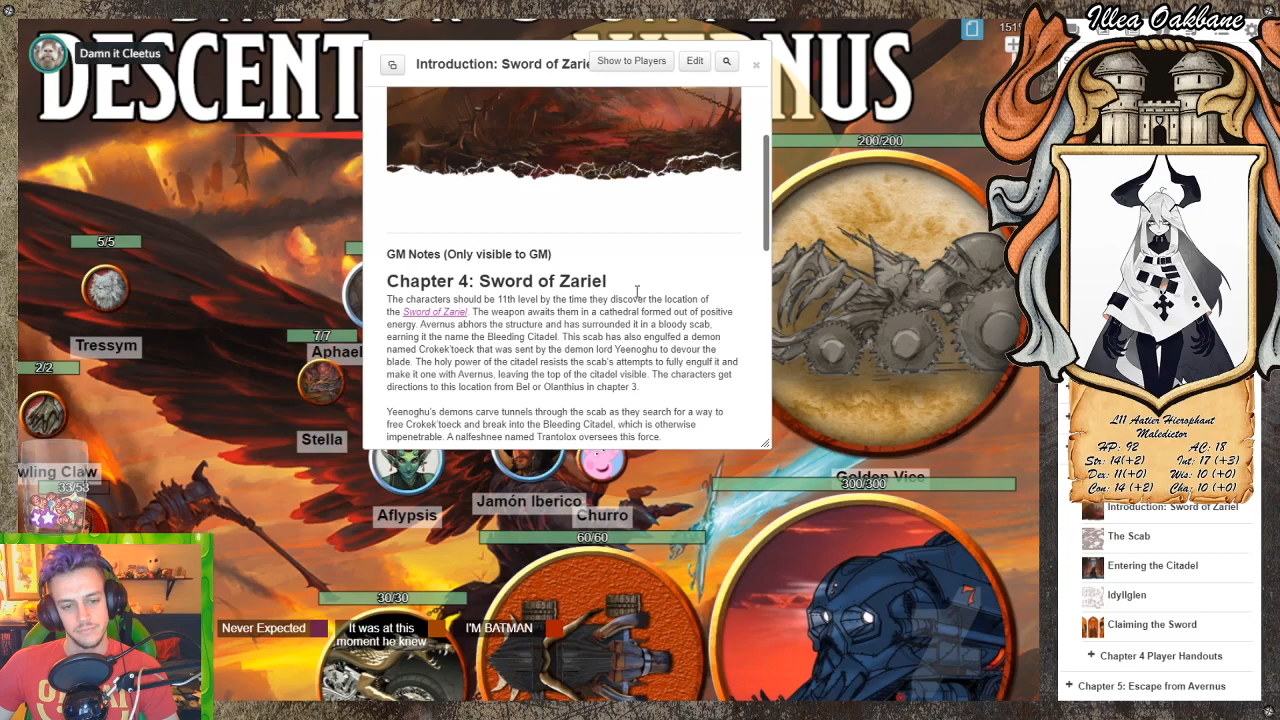 DESCENT
NUS
Illea Oakbane
Damn it Cleetus
Introduction: Sword of Zarie
Show to Players
Edit
200/200
5/5
Tressym
7/7
Aphael
2/2
Stella
wling Claw
33/53
GM Notes (Only visible to GM)
Chapter 4: Sword of Zariel
The characters should be 11th level by the time they discover the location of
the Sword of Zariel. The weapon awaits them in a cathedral formed out of positive
energy. Avernus abhors the structure and has surrounded it in a bloody scab,
earning it the name the Bleeding Citadel. This scab has also engulfed a demon
named Crokek'toeck that was sent by the demon lord Yeenoghu to devour the
blade. The holy power of the citadel resists the scab's attempts to fully engulf it and
make it one with Avernus, leaving the top of the citadel visible. The characters get
directions to this location from Bel or Olanthius in chapter 3.
Yeenoghu's demons carve tunnels through the scab as they search for a way to
free Crokek'toeck and break into the Bleeding Citadel, which is otherwise
impenetrable. A nalfeshnee named Trantolox oversees this force.
Aflypsis
Jamón Iberico
Churro
Golden Vice
300/300
60/60
30/30
Never Expected
It was at this
moment he knew
I'M BATMAN
L11 Aatier Hierophant
Maledictor
HP: 92 AC: 18
Str: 14(+2) Int: 17 (+3)
Dex: 11(+0) Wis: 10 (+0)
Con: 14 (+2) Cha: 10 (+0)
Introduction: Sword of Zariel
The Scab
Entering the Citadel
Idyllglen
Claiming the Sword
+ Chapter 4 Player Handouts
+ Chapter 5: Escape from Avernus